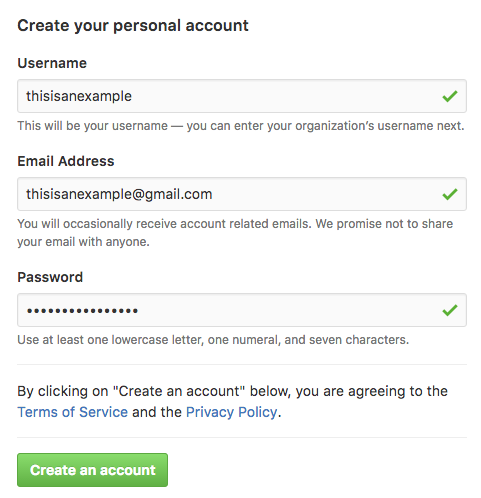 Create your personal account
Username
thisisanexample
This will be your username — you can enter your organization’s username next.
Email Address
thisisanexample@gmail.com
You will occasionally receive account related emails. We promise not to share
your email with anyone.
Password
••••••••••••••••
Use at least one lowercase letter, one numeral, and seven characters.
By clicking on "Create an account" below, you are agreeing to the
Terms of Service and the Privacy Policy.
Create an account